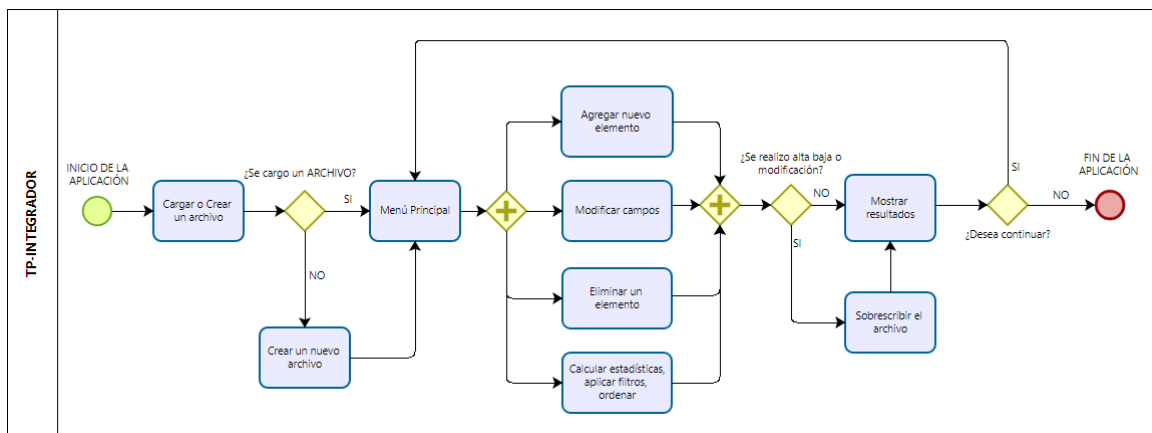 TP-INTEGRADOR
INICIO DE LA
APLICACIÓN
Cargar o Crear
un archivo
¿Se cargo un ARCHIVO?
SI
NO
Crear un nuevo
archivo
Menú Principal
Agregar nuevo
elemento
Modificar campos
Eliminar un
elemento
Calcular estadísticas,
aplicar filtros,
ordenar
¿Se realizo alta baja o
modificación?
NO
SI
Mostrar
resultados
Sobrescribir el
archivo
SI
¿Desea continuar?
NO
FIN DE LA
APLICACIÓN